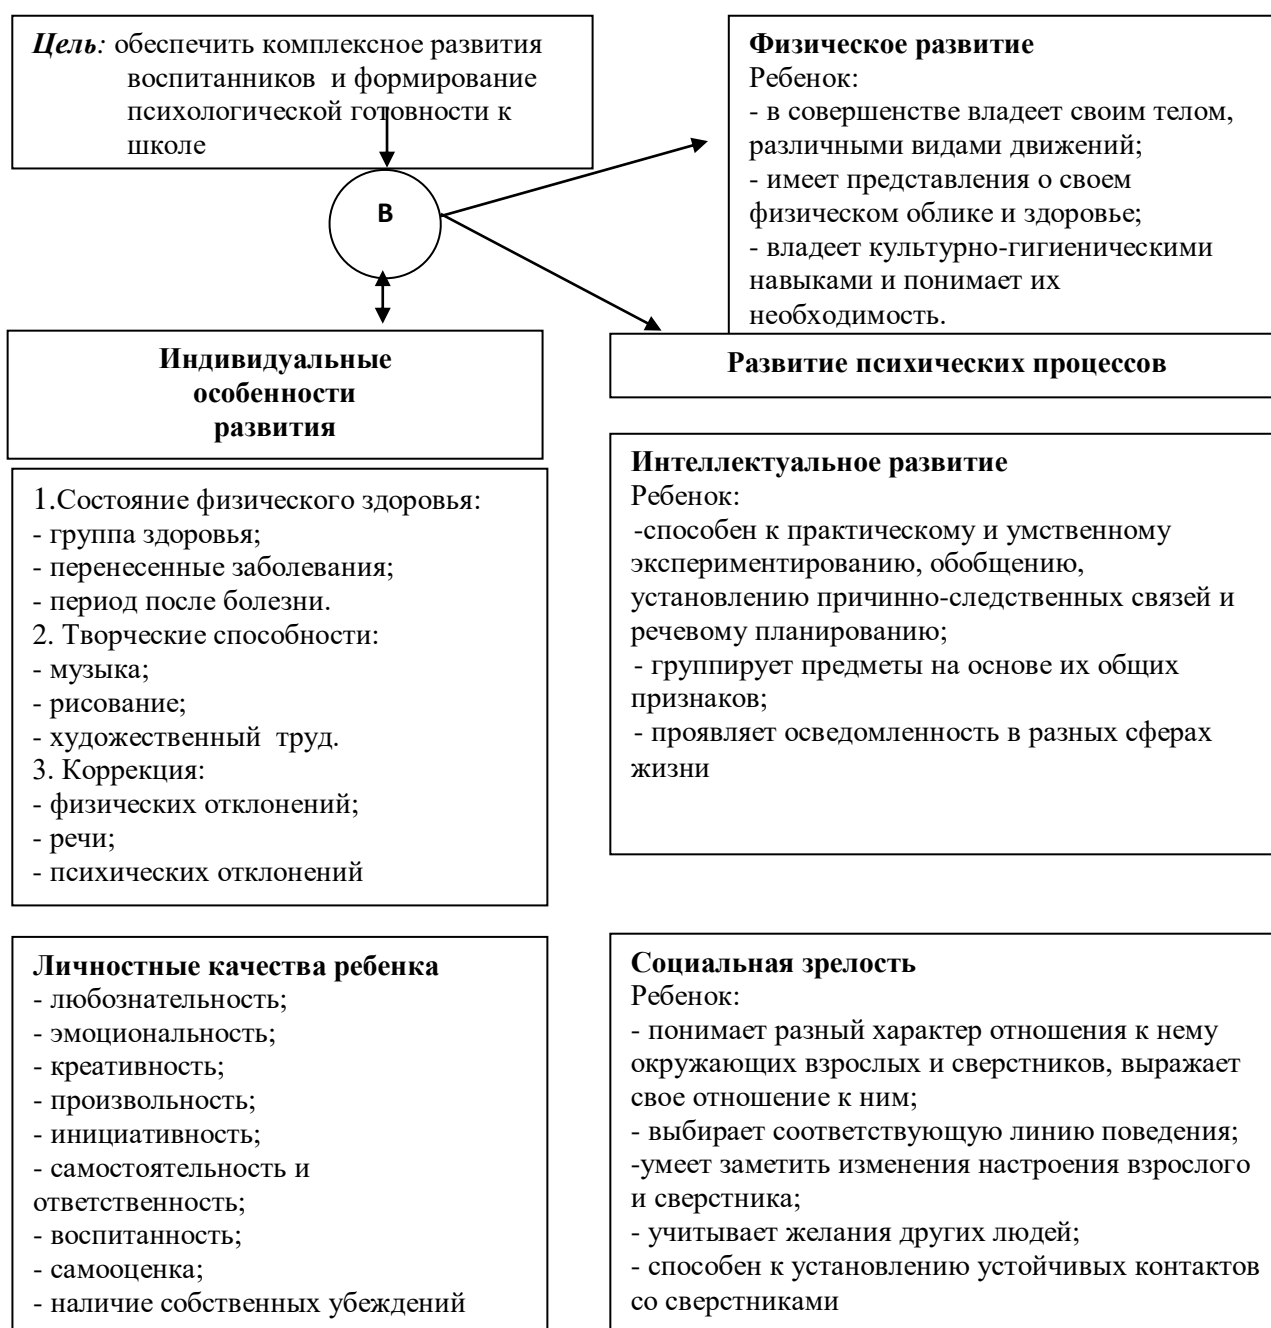 Цель: обеспечить комплексное развития
воспитанников и формирование
психологической готовности к
школе
Физическое развитие
Ребенок:
- в совершенстве владеет своим телом,
различными видами движений;
- имеет представления о своем
физическом облике и здоровье;
- владеет культурно-гигиеническими
навыками и понимает их
необходимость.
В
Индивидуальные
особенности
развития
Развитие психических процессов
1.Состояние физического здоровья:
- группа здоровья;
- перенесенные заболевания;
- период после болезни.
2. Творческие способности:
- музыка;
- рисование;
- художественный труд.
3. Коррекция:
- физических отклонений;
- речи;
- психических отклонений
Интеллектуальное развитие
Ребенок:
-способен к практическому и умственному
экспериментированию, обобщению,
установлению причинно-следственных связей и
речевому планированию;
- группирует предметы на основе их общих
признаков;
- проявляет осведомленность в разных сферах
жизни
Личностные качества ребенка
- любознательность;
- эмоциональность;
- креативность;
- произвольность;
- инициативность;
- самостоятельность и
ответственность;
- воспитанность;
- самооценка;
- наличие собственных убеждений
Социальная зрелость
Ребенок:
- понимает разный характер отношения к нему
окружающих взрослых и сверстников, выражает
свое отношение к ним;
- выбирает соответствующую линию поведения;
-умеет заметить изменения настроения взрослого
и сверстника;
- учитывает желания других людей;
- способен к установлению устойчивых контактов
со сверстниками